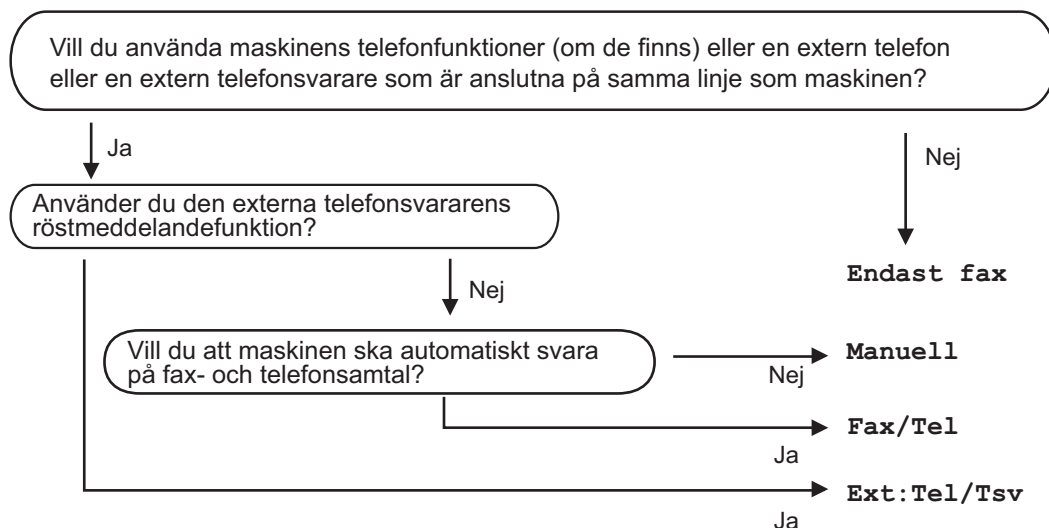 Vill du använda maskinens telefonfunktioner (om de finns) eller en extern telefon
eller en extern telefonsvarare som är anslutna på samma linje som maskinen?
Ja
Nej
Använder du den externa telefonsvararens
röstmeddelandefunktion?
Endast fax
Nej
Vill du att maskinen ska automatiskt svara
på fax- och telefonsamtal?
Nej
Manuell
Ja
Fax/Tel
Ja
Ext:Tel/Tsv